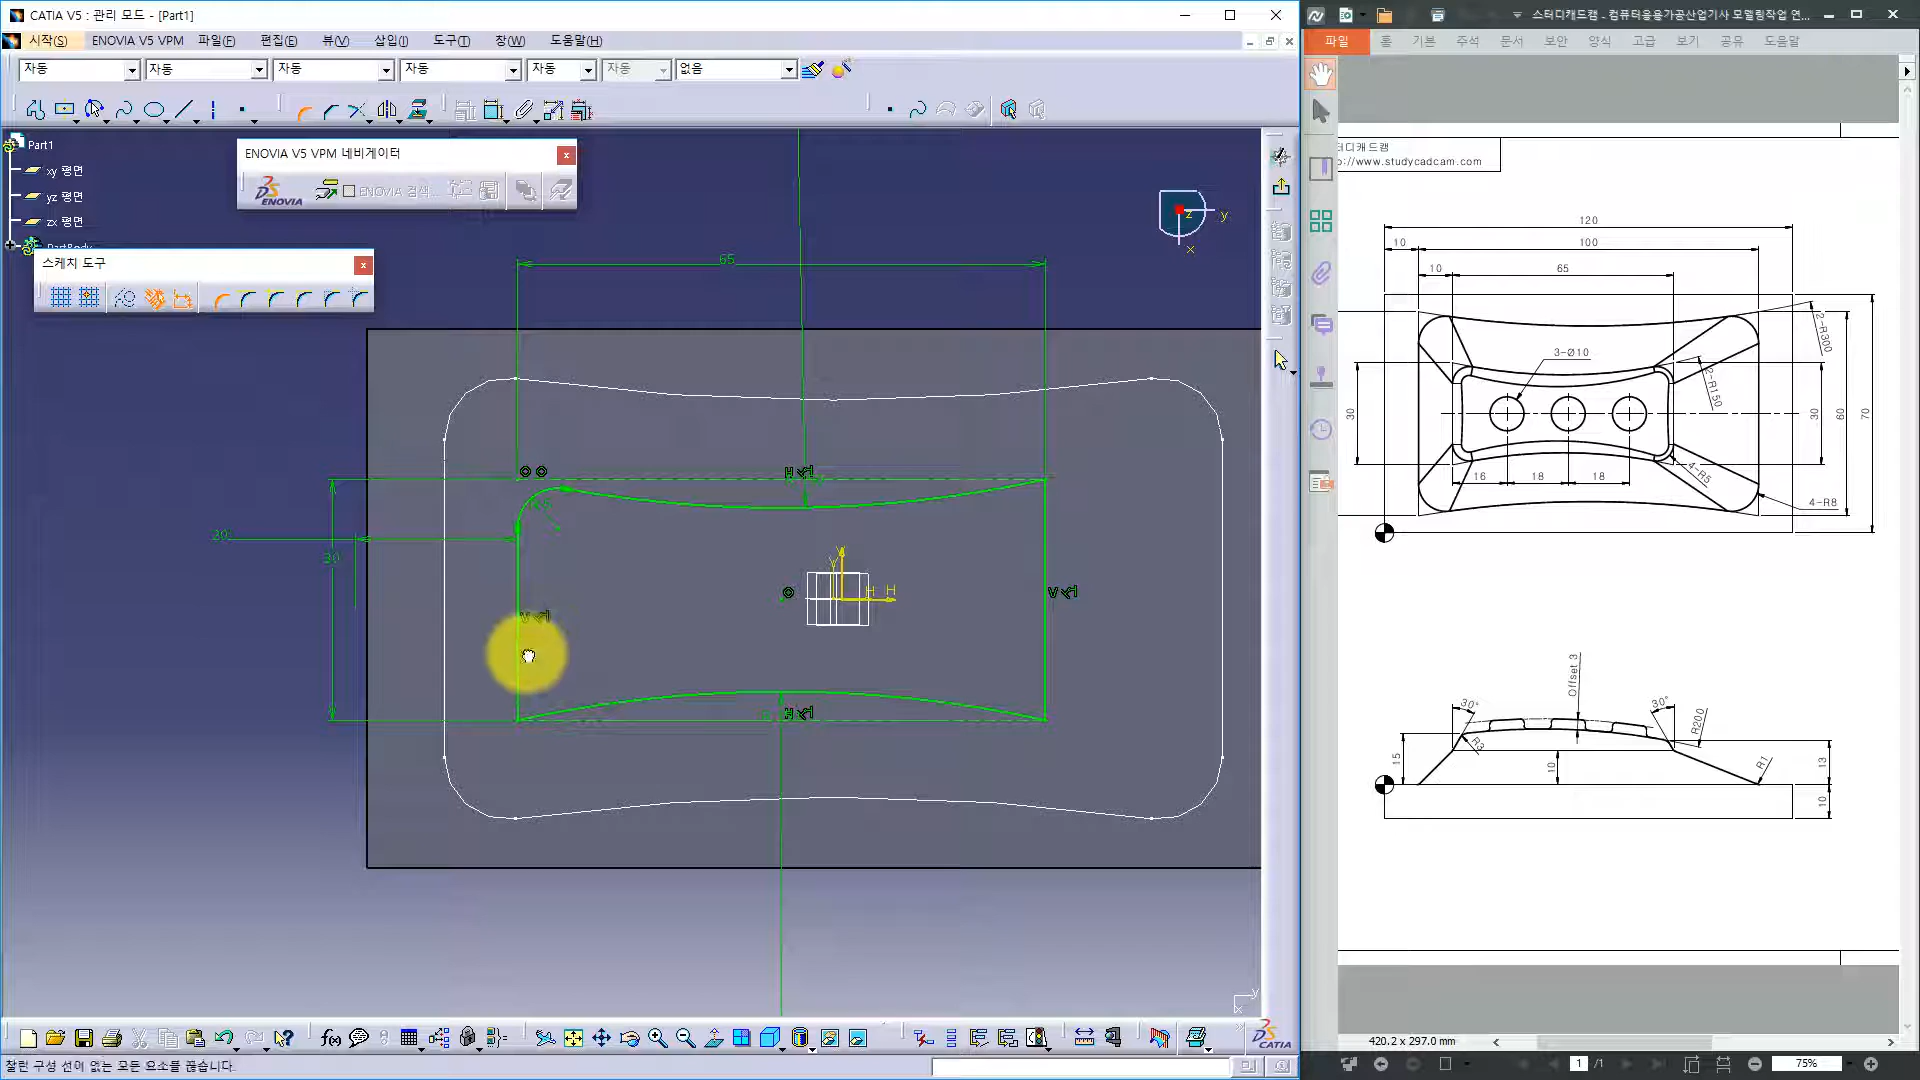 CATIA V5 : 관리 모드 - [Part1]
시작(S) ENOVIA V5 VPM 파일(F) 편집(E) 뷰(V) 삽입(I) 도구(T) 창(W) 도움말(H)
자동 자동 자동 자동 자동 자동 없음
Part1
xy 평면
yz 평면
zx 평면
PartBody
ENOVIA V5 VPM 네비게이터
ENOVIA
ENOVIA 검색...
스케치 도구
z
y
x
65
30
V
H
H
CATIA
찰린 구성 선이 없는 모든 요소를 끊습니다.
스터디캐드캠 - 컴퓨터응용가공산업기사 모델링작업 연...
파일 홈 기본 주석 문서 보안 양식 고급 보기 공유 도움말
터디캐드캠
://www.studycadcam.com
120
10 100
10 65
2-R300
3-Ø10
2-R150
30
30
60
70
16 18 18
4-R5
4-R8
Offset 3
30°
30°
R200
R3
R1
15
10
13
10
420.2 x 297.0 mm
1 /1
75%